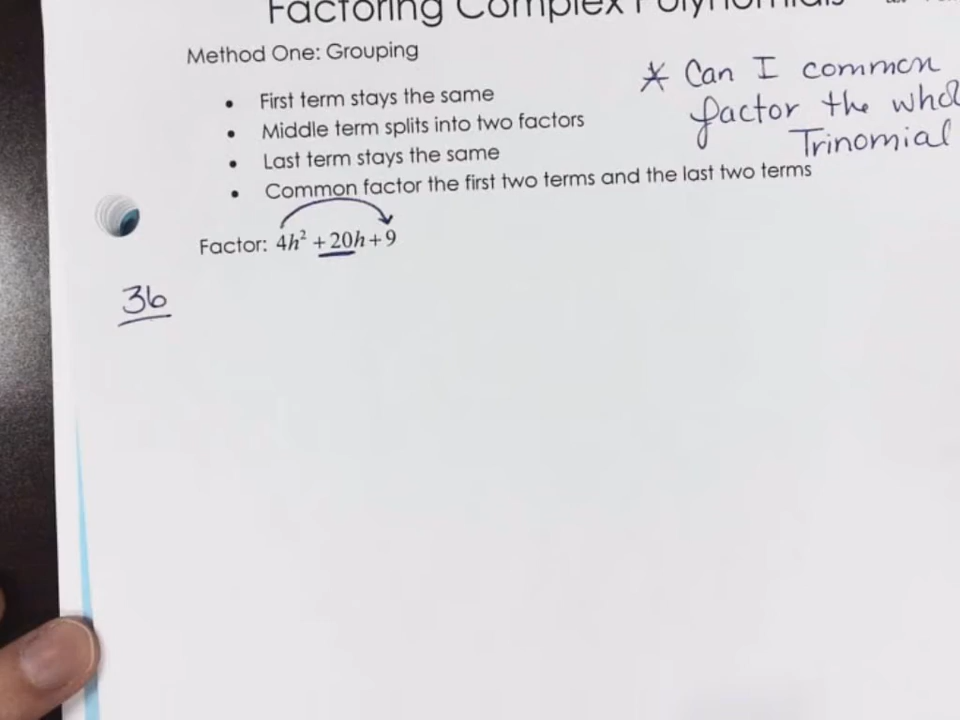 Factoring Complex Polynomials
Method One: Grouping
* Can I common
factor the
Trinomial
• First term stays the same
• Middle term splits into two factors
• Last term stays the same
• Common factor the first two terms and the last two terms
Factor: 4h² + 20h + 9
36